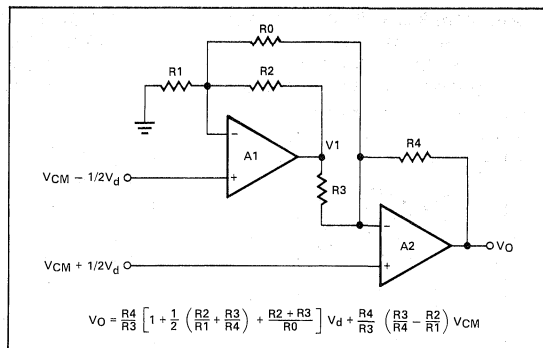 R0
R1
R2
V1
A1
R4
R3
VCM − 1/2Vd
A2
VO
VCM + 1/2Vd
VO = R4/R3 [1 + 1/2 (R2/R1 + R3/R4) + R2 + R3/R0] Vd + R4/R3 (R3/R4 − R2/R1) VCM